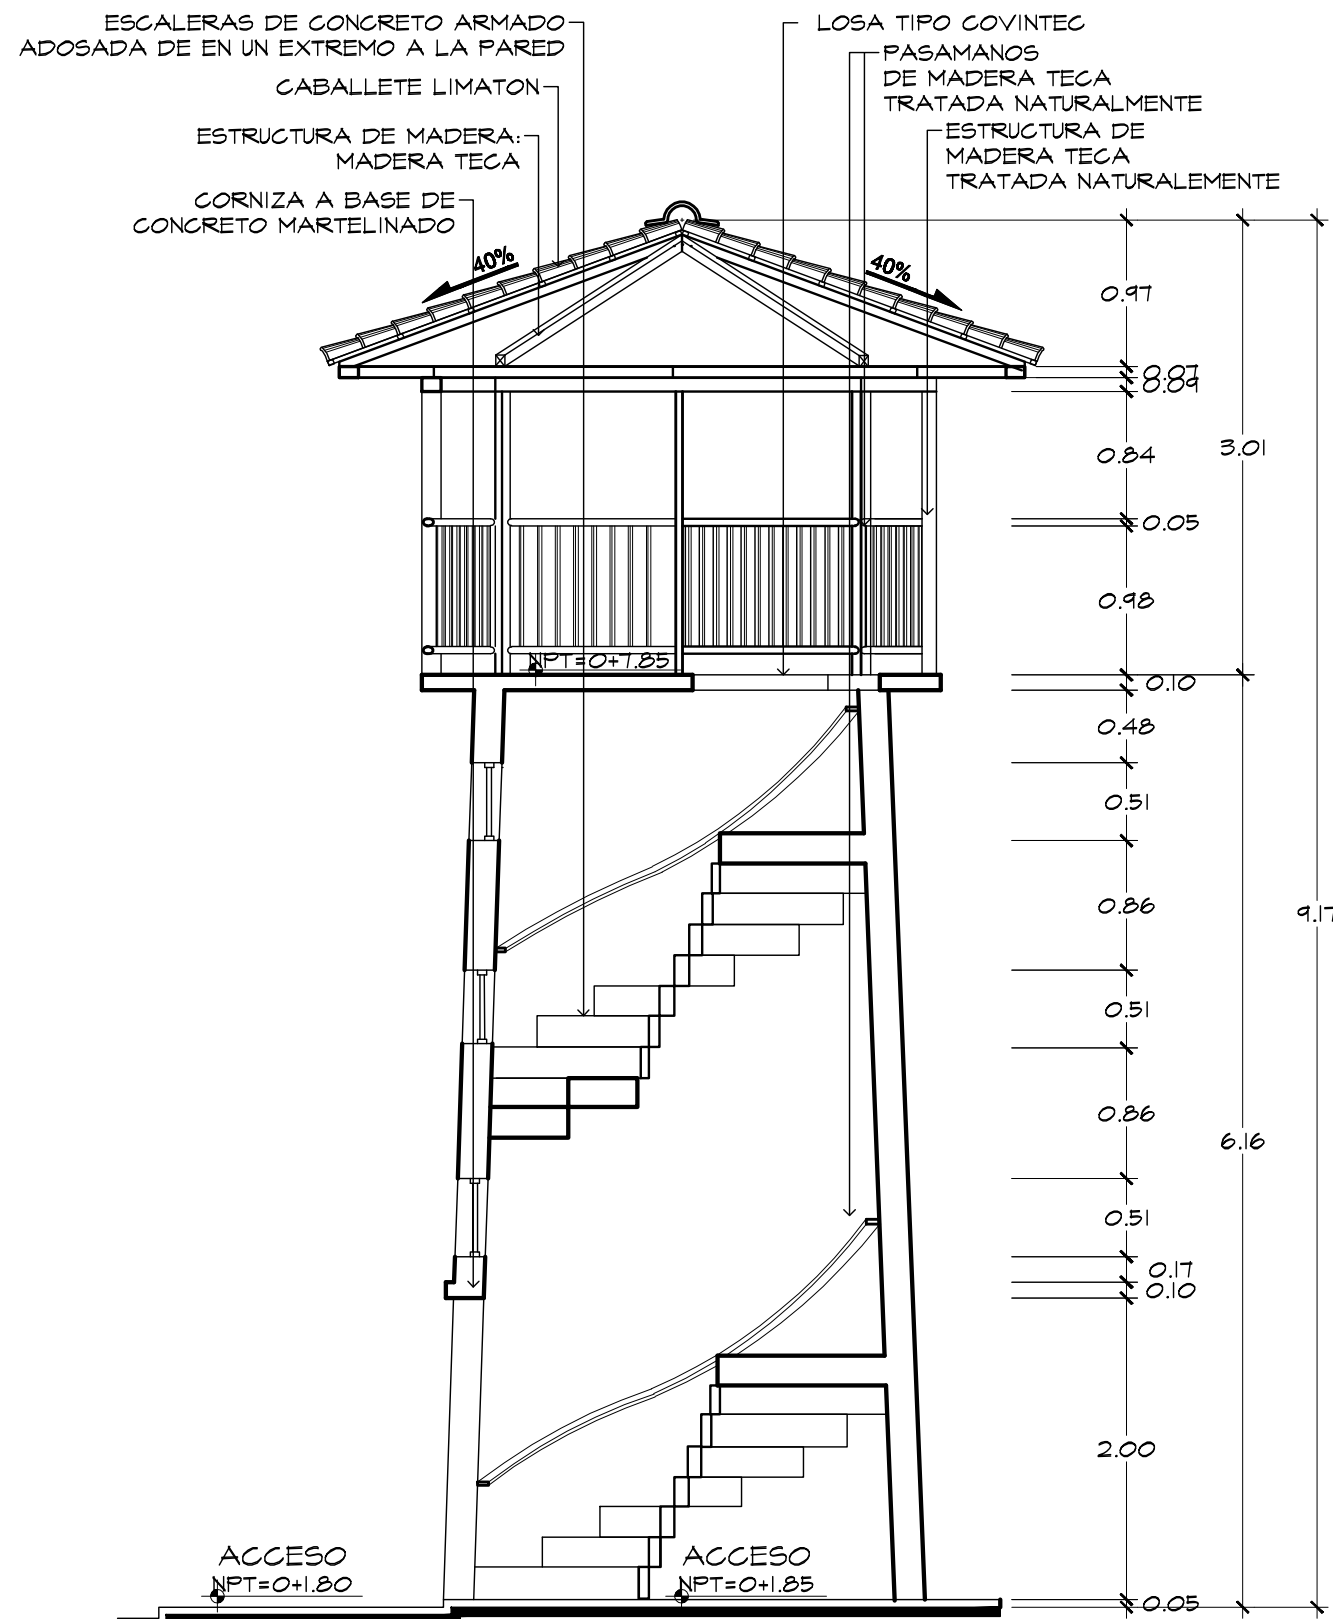 ESCALERAS DE CONCRETO ARMADO
ADOSADA DE EN UN EXTREMO A LA PARED
CABALLETE LIMATON
ESTRUCTURA DE MADERA:
MADERA TECA
CORNIZA A BASE DE
CONCRETO MARTELINADO
LOSA TIPO COVINTEC
PASAMANOS
DE MADERA TECA
TRATADA NATURALMENTE
ESTRUCTURA DE
MADERA TECA
TRATADA NATURALEMENTE
40%
40%
0.97
0.07
0.09
0.84
3.01
0.05
0.98
NPT=0+7.85
0.10
0.48
0.51
0.86
9.17
0.51
0.86
6.16
0.51
0.17
0.10
2.00
ACCESO
NPT=0+1.80
ACCESO
NPT=0+1.85
0.05